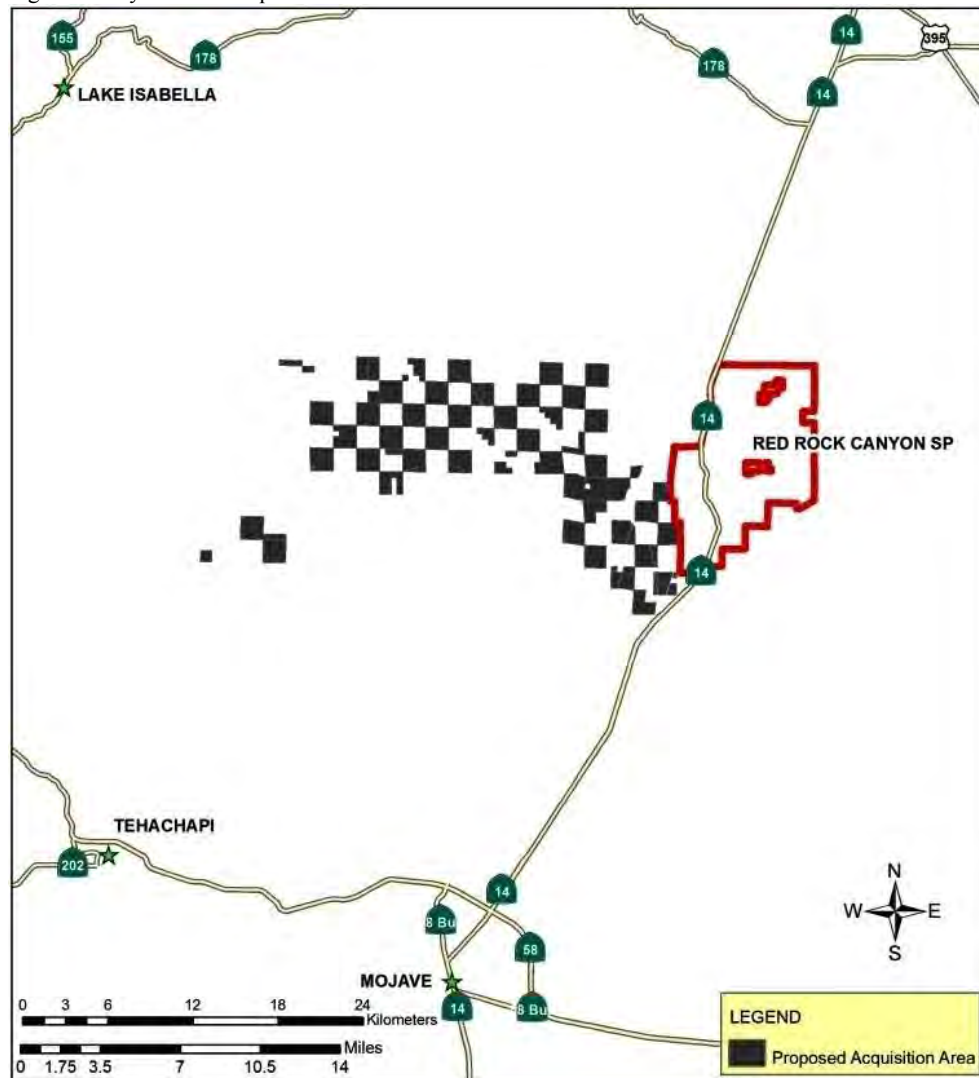 155
178
14
395
178
14
LAKE ISABELLA
14
RED ROCK CANYON SP
14
TEHACHAPI
202
14
8 Bu
58
N
W E
S
MOJAVE
14
8 Bu
0 3 6 12 18 24
Kilometers
Miles
0 1.75 3.5 7 10.5 14
LEGEND
Proposed Acquisition Area